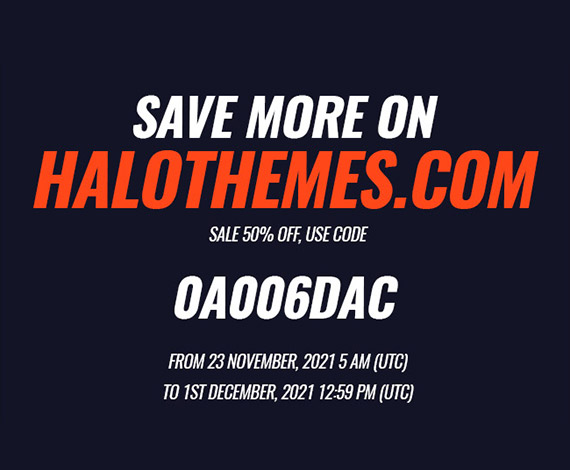 SAVE MORE ON
HALOTHEMES.COM
SALE 50% OFF, USE CODE
0A006DAC
FROM 23 NOVEMBER, 2021 5 AM (UTC)
TO 1ST DECEMBER, 2021 12:59 PM (UTC)